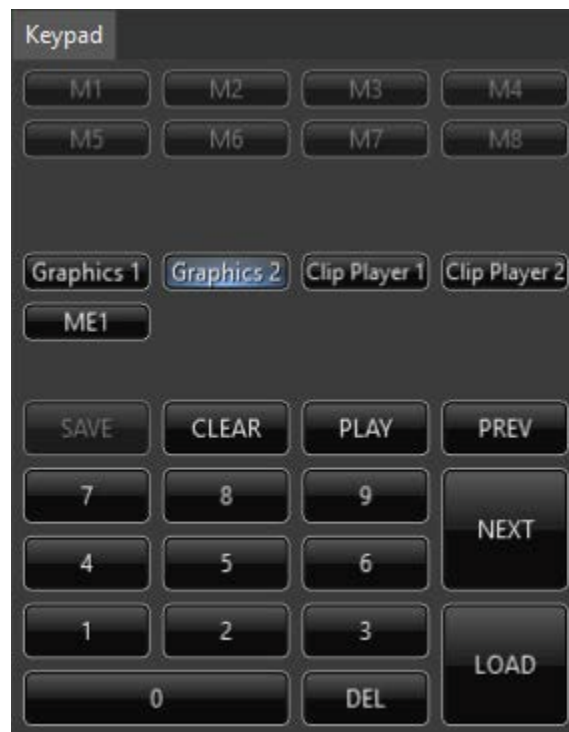 Keypad
M1 M2 M3 M4
M5 M6 M7 M8
Graphics 1 Graphics 2 Clip Player 1 Clip Player 2
ME1
SAVE CLEAR PLAY PREV
7 8 9
NEXT
4 5 6
1 2 3
LOAD
0 DEL